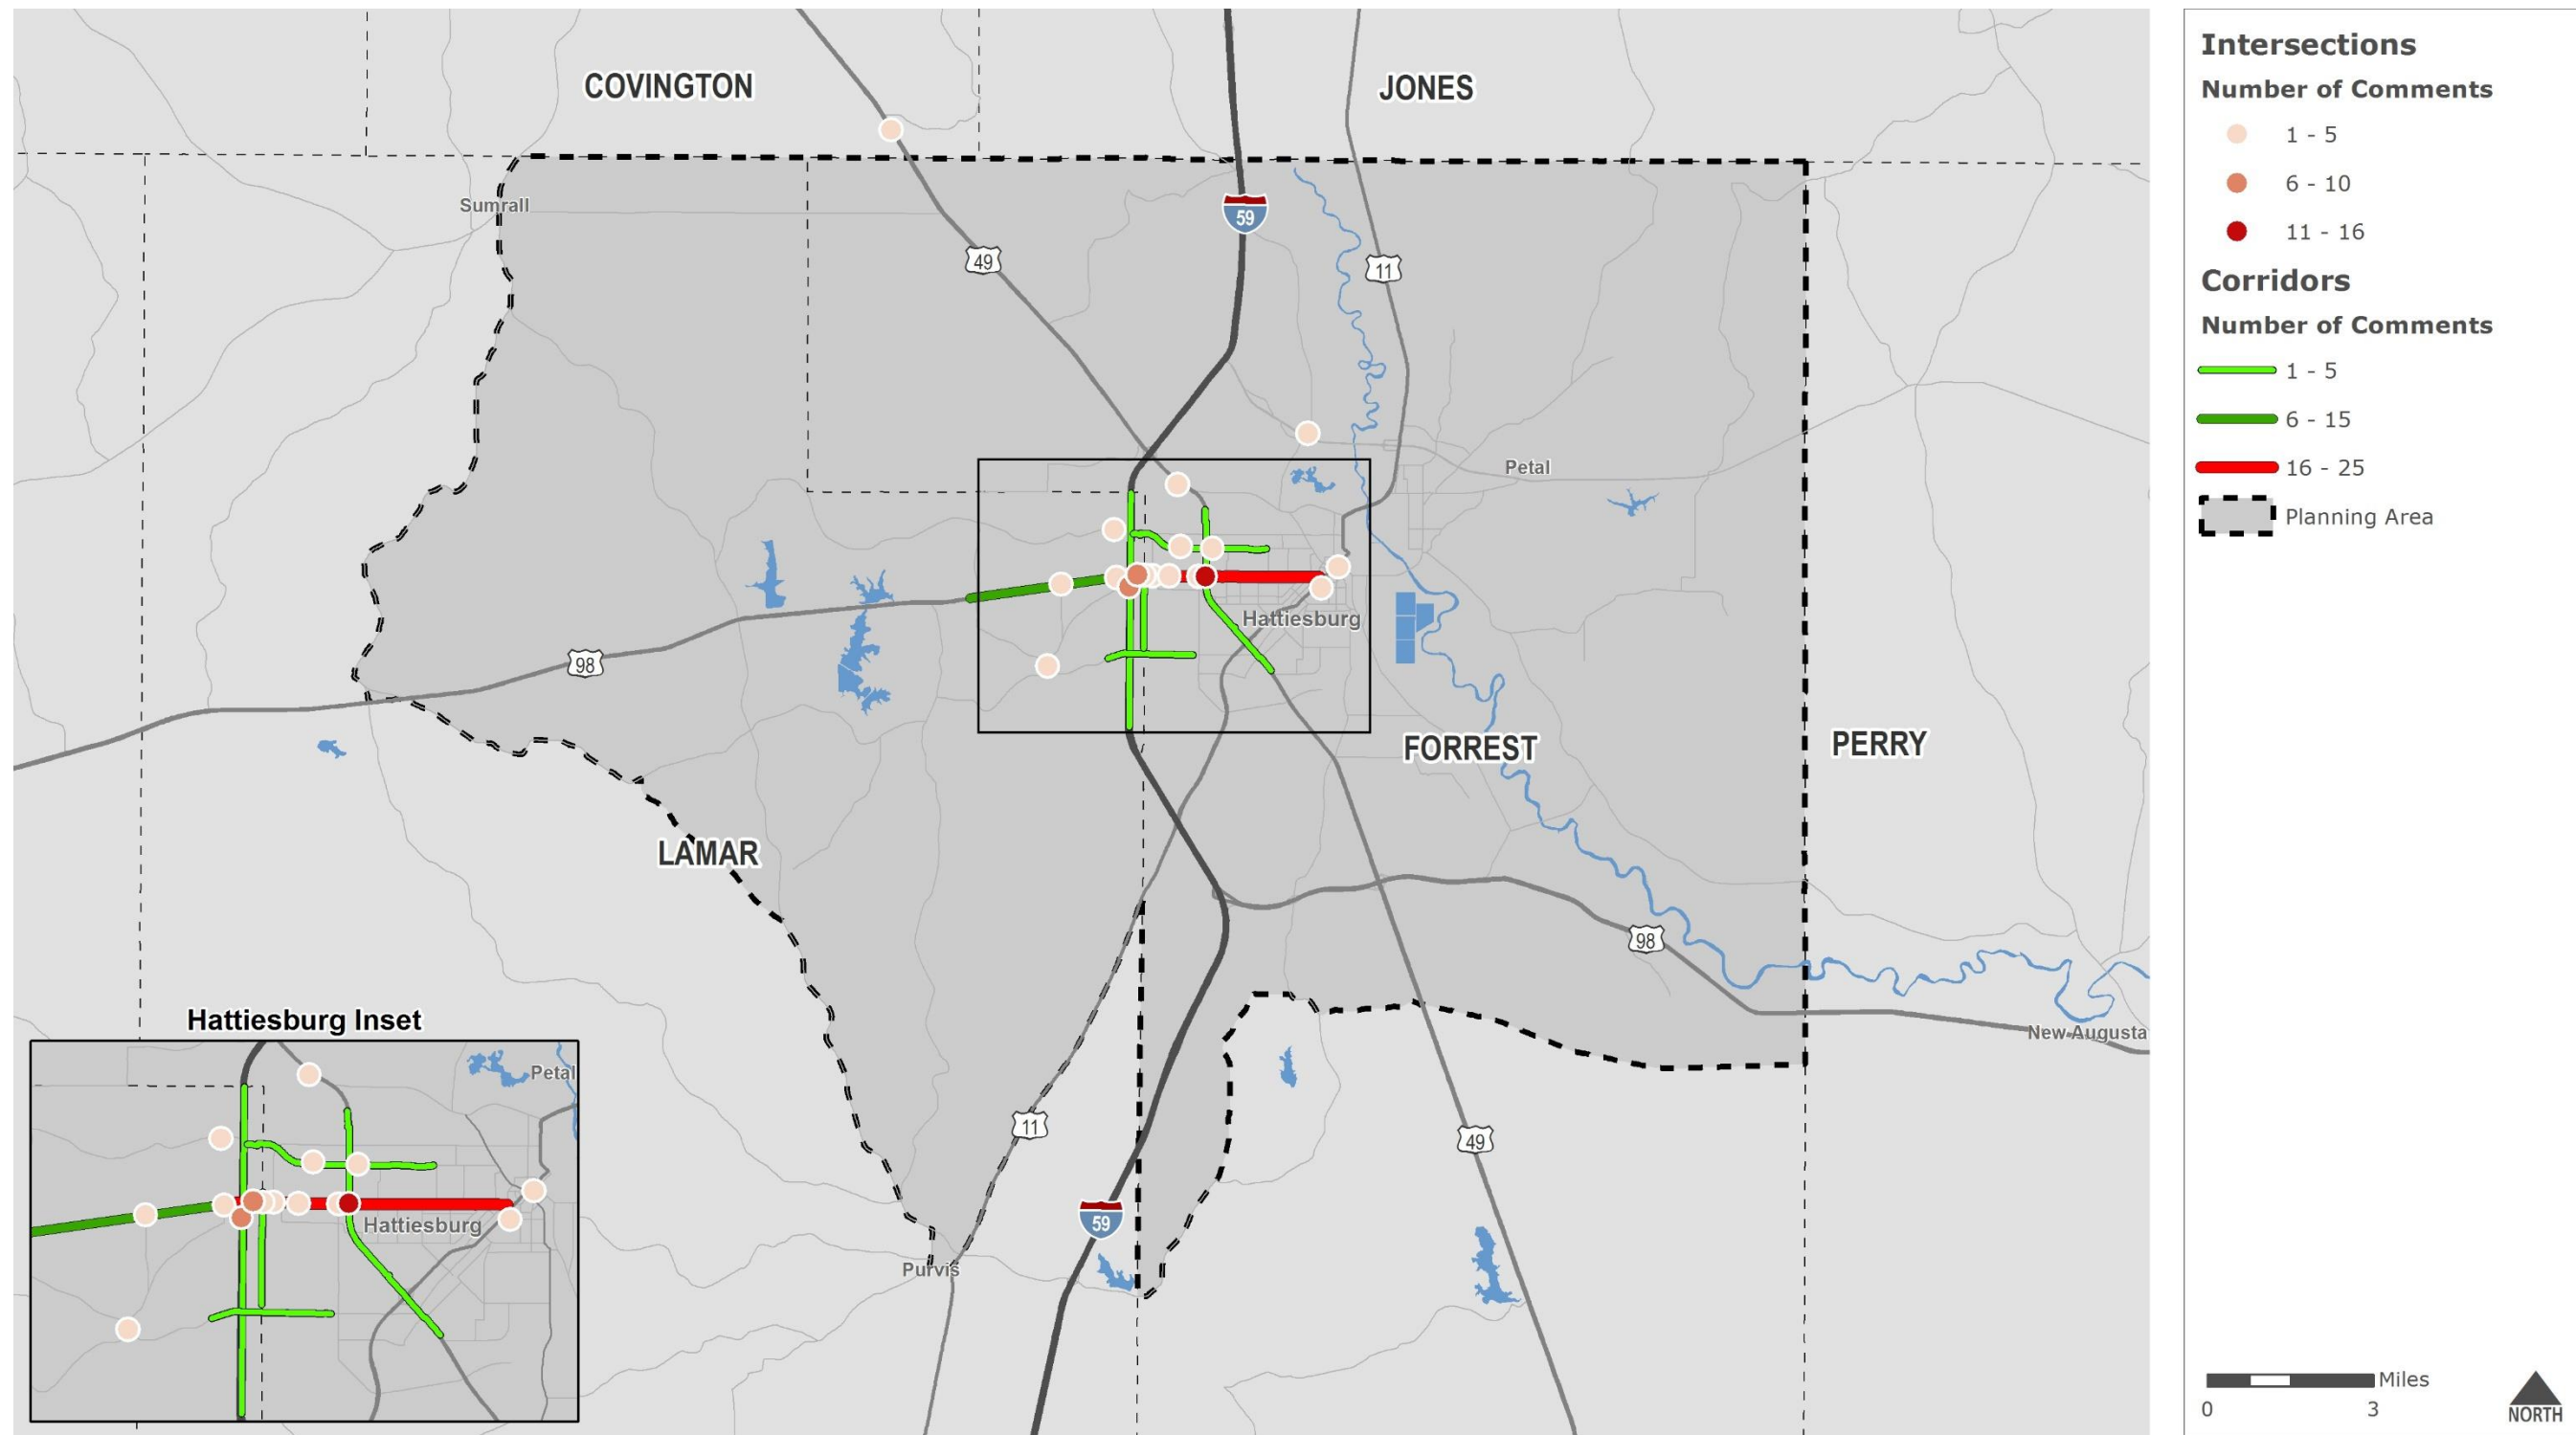 COVINGTON
JONES
Sumrall
59
49
11
Petal
Hattiesburg
98
FORREST
PERRY
LAMAR
98
New Augusta
11
49
59
Purvis
Hattiesburg Inset
Petal
Hattiesburg
Intersections
Number of Comments
1 - 5
6 - 10
11 - 16
Corridors
Number of Comments
1 - 5
6 - 15
16 - 25
Planning Area
Miles
0 3
NORTH